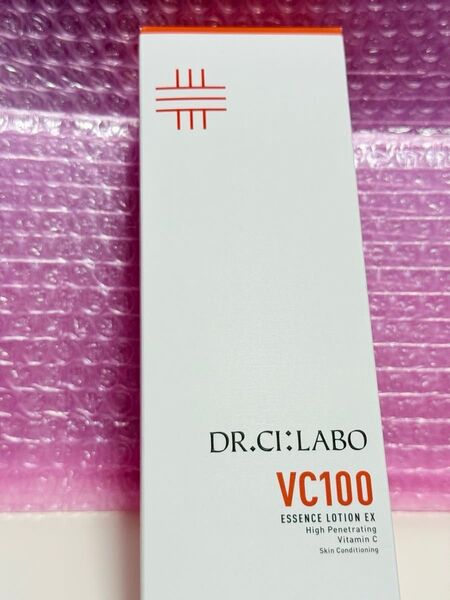 DR.CI:LABO
VC100
ESSENCE LOTION EX
High Penetrating
Vitamin C
Skin Conditioning